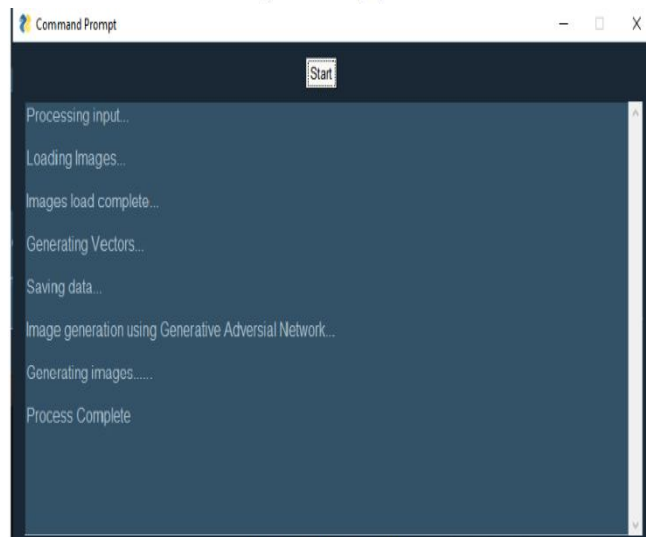 Command Prompt
Start
Processing input...
Loading Images...
Images load complete...
Generating Vectors...
Saving data...
Image generation using Generative Adversial Network...
Generating images......
Process Complete